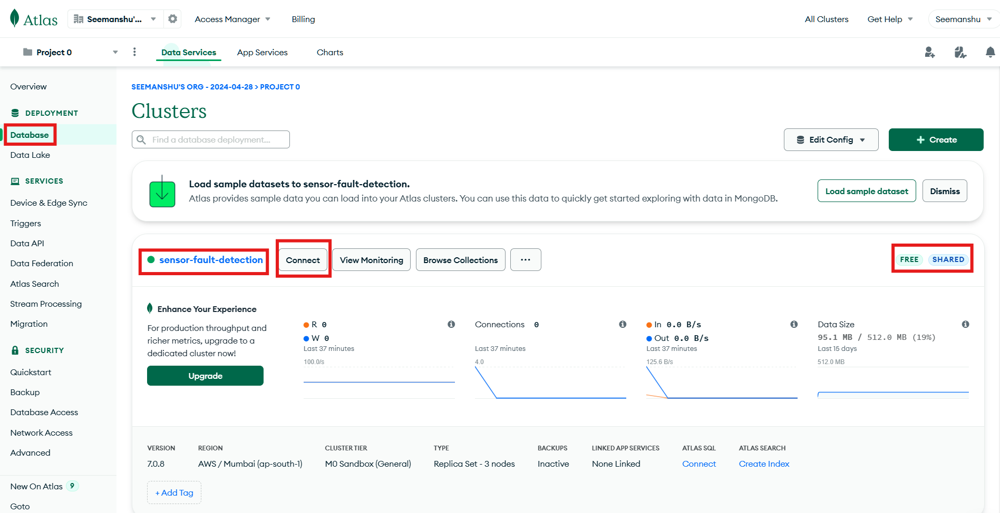 Atlas
Seemanshu'...
Access Manager
Billing
All Clusters
Get Help
Seemanshu
Project 0
Data Services
App Services
Charts
Overview
DEPLOYMENT
Database
Data Lake
SERVICES
Device & Edge Sync
Triggers
Data API
Data Federation
Atlas Search
Stream Processing
Migration
SECURITY
Quickstart
Backup
Database Access
Network Access
Advanced
New On Atlas 9
Goto
SEEMANSHU'S ORG - 2024-04-28 > PROJECT 0
Clusters
Find a database deployment...
Edit Config
+ Create
Load sample datasets to sensor-fault-detection.
Atlas provides sample data you can load into your Atlas clusters. You can use this data to quickly get started exploring with data in MongoDB.
Load sample dataset
Dismiss
sensor-fault-detection
Connect
View Monitoring
Browse Collections
...
FREE
SHARED
Enhance Your Experience
For production throughput and
richer metrics, upgrade to a
dedicated cluster now!
Upgrade
R 0
W 0
Last 37 minutes
100.0/s
Connections 0
Last 37 minutes
4.0
In 0.0 B/s
Out 0.0 B/s
Last 37 minutes
125.6 B/s
Data Size
95.1 MB / 512.0 MB (19%)
Last 15 days
512.0 MB
VERSION
7.0.8
REGION
AWS / Mumbai (ap-south-1)
CLUSTER TIER
M0 Sandbox (General)
TYPE
Replica Set - 3 nodes
BACKUPS
Inactive
LINKED APP SERVICES
None Linked
ATLAS SQL
Connect
ATLAS SEARCH
Create Index
+ Add Tag